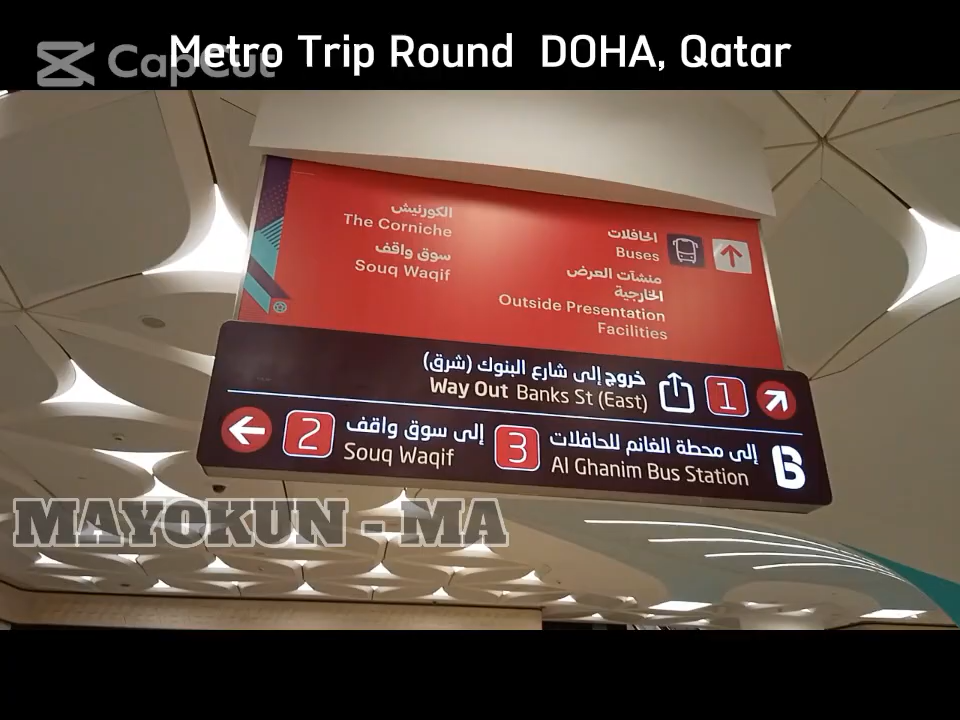 Metro Trip Round DOHA, Qatar
CapCut
الكورنيش
The Corniche
سوق واقف
Souq Waqif
الحافلات
Buses
منشآت العرض
الخارجية
Outside Presentation
Facilities
خروج إلى شارع البنوك (شرق)
Way Out Banks St (East)
1
2
إلى سوق واقف
Souq Waqif
3
إلى محطة الغانم للحافلات
Al Ghanim Bus Station
B
MAYOKUN - MA